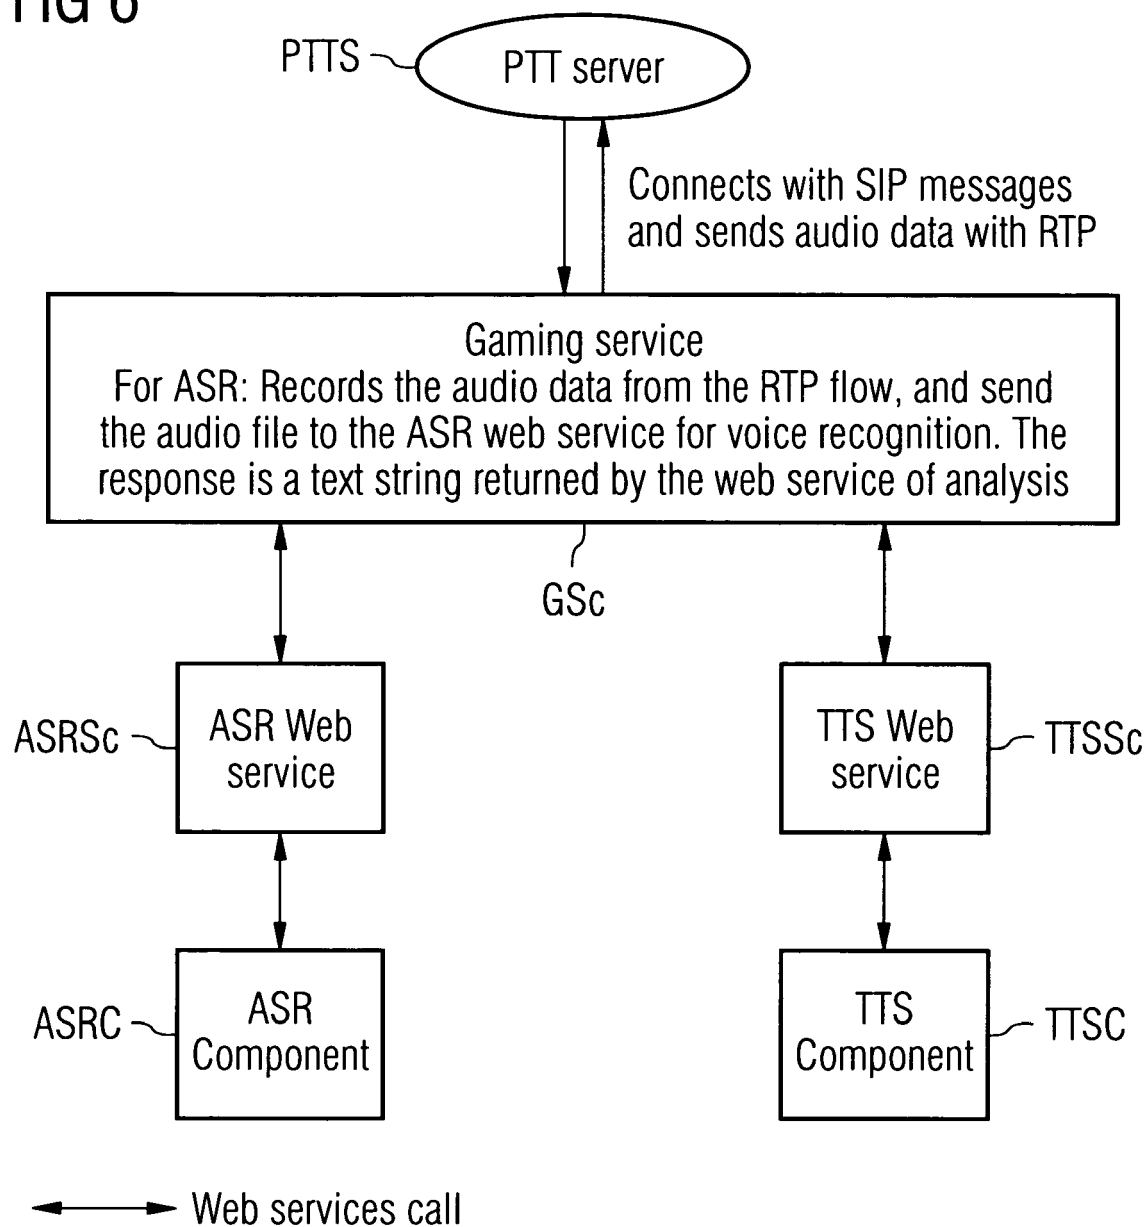 FIG 6
PTTS
PTT server
Connects with SIP messages
and sends audio data with RTP
Gaming service
For ASR: Records the audio data from the RTP flow, and send
the audio file to the ASR web service for voice recognition. The
response is a text string returned by the web service of analysis
GSc
ASRSc
ASR Web
service
TTS Web
service
TTSSc
ASRC
ASR
Component
TTS
Component
TTSC
Web services call